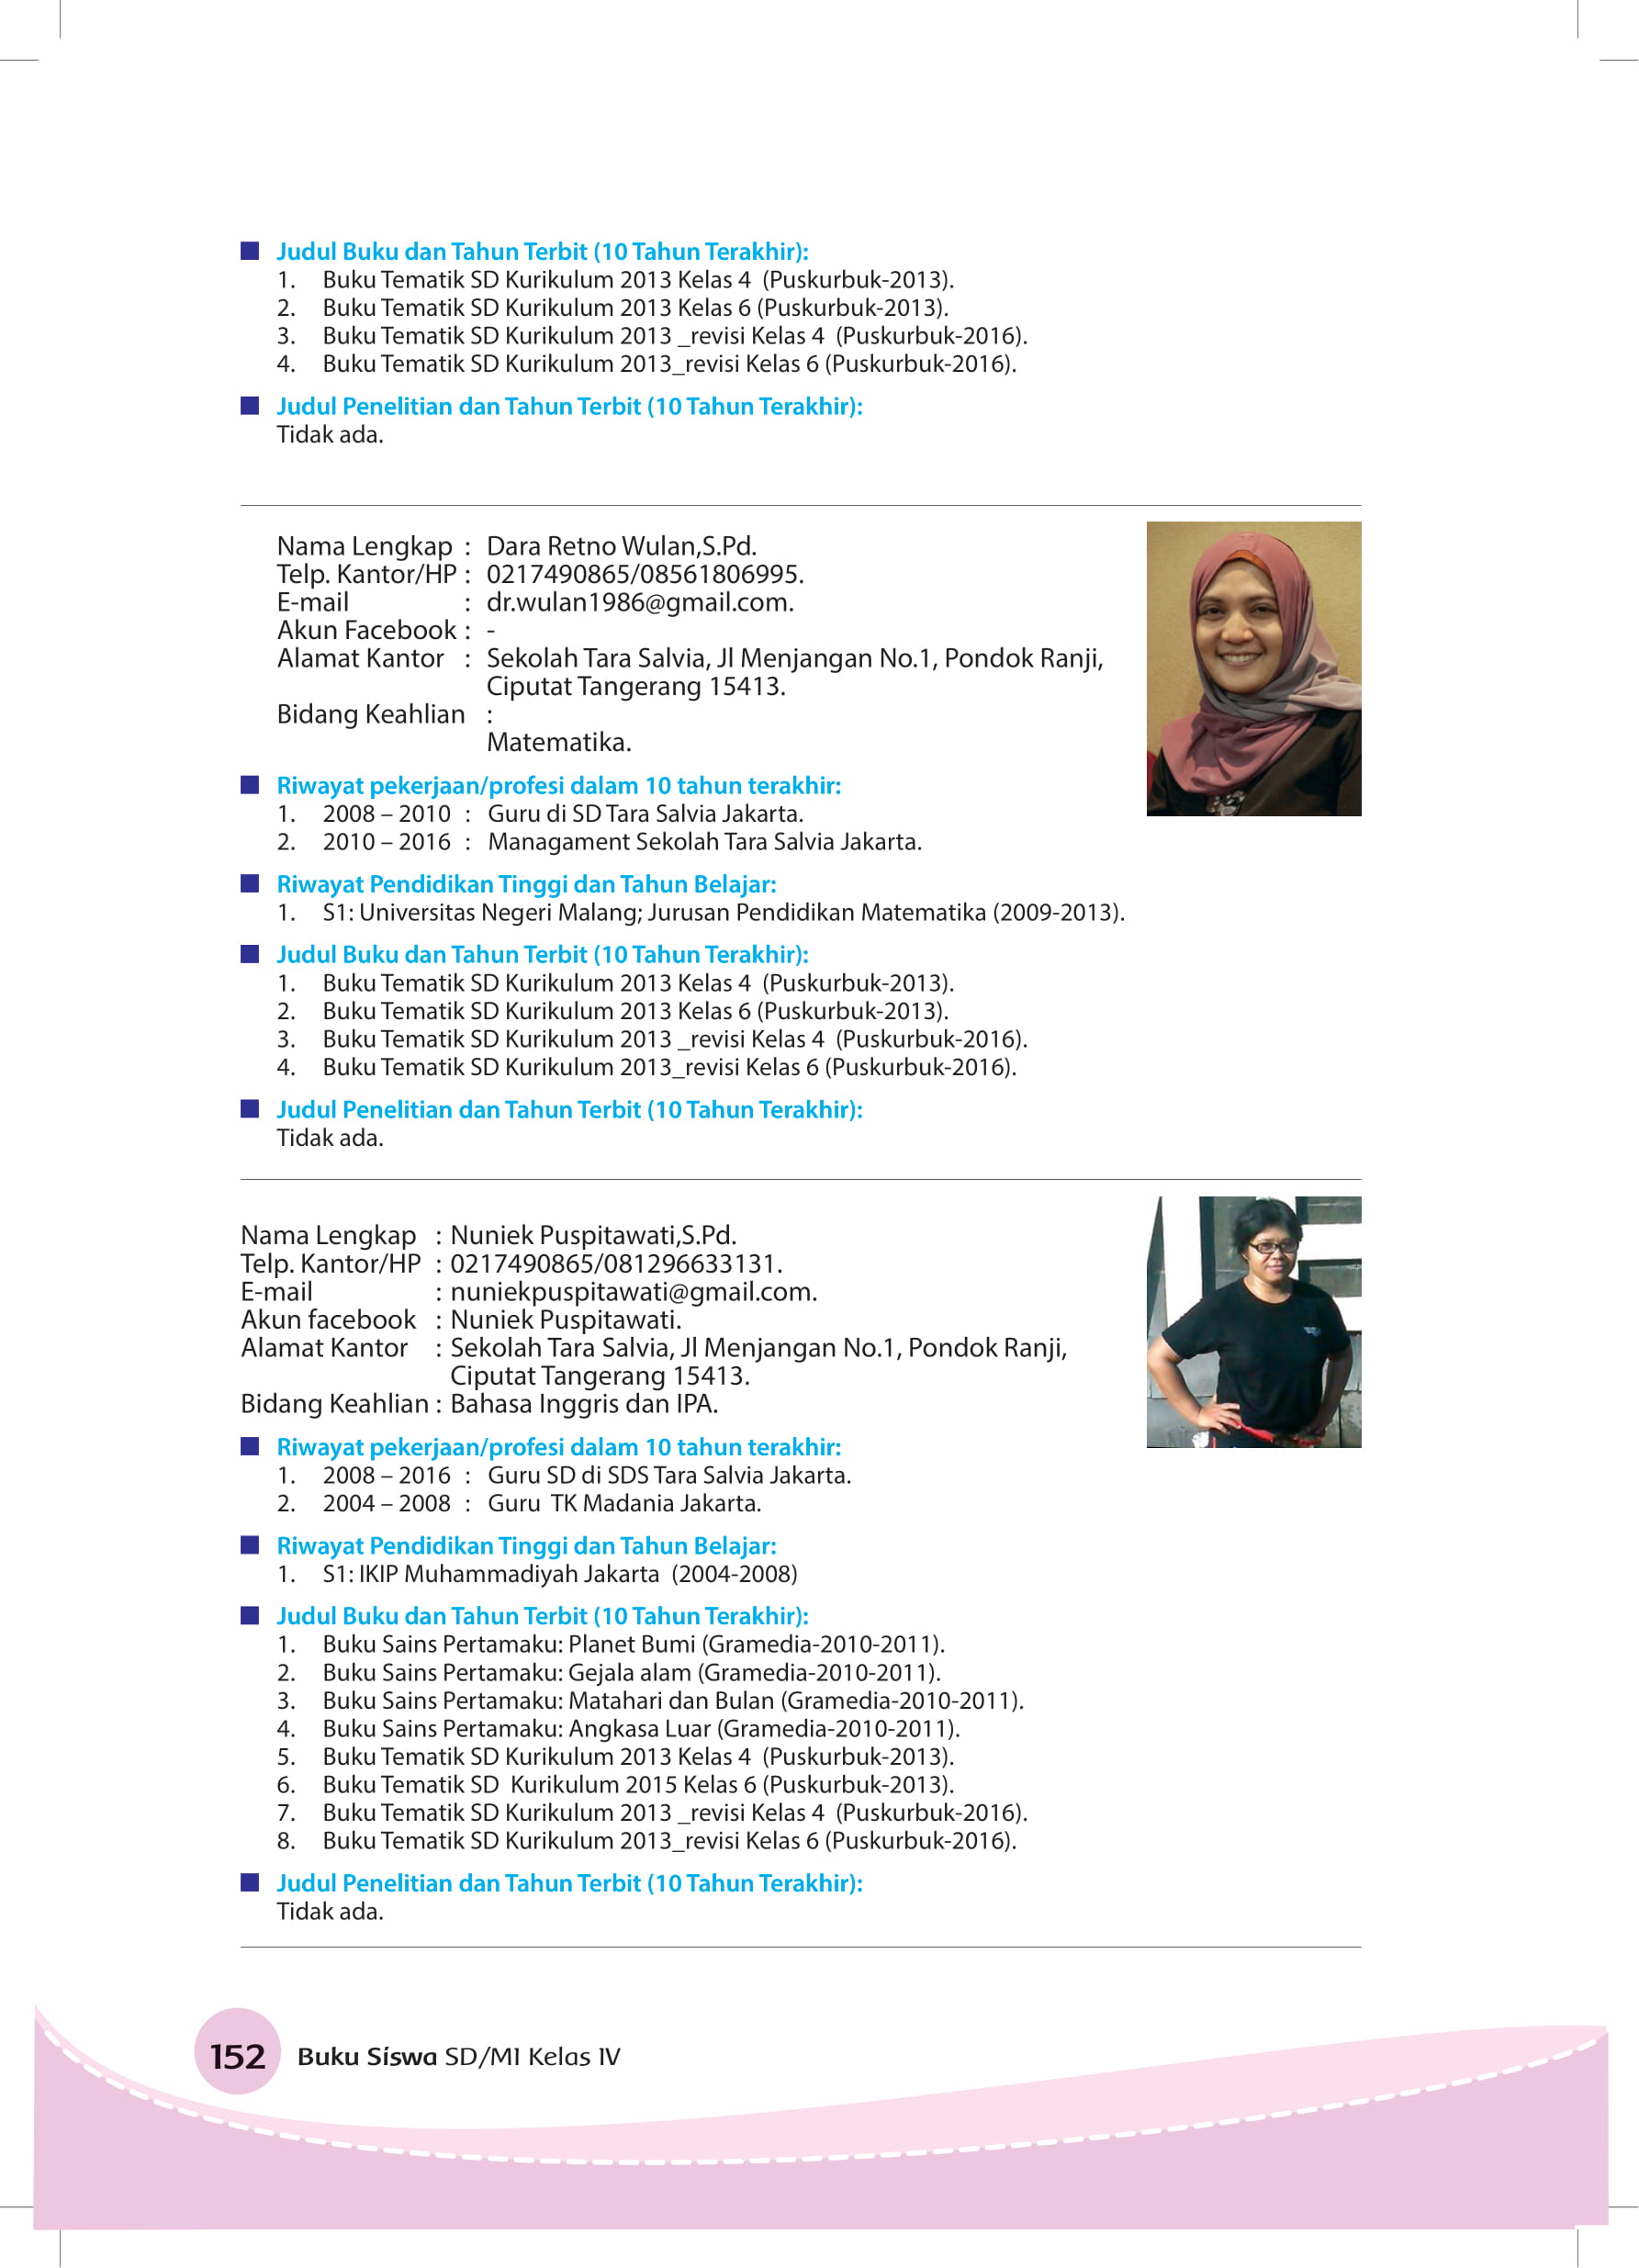 Judul Buku dan Tahun Terbit (10 Tahun Terakhir):
1. Buku Tematik SD Kurikulum 2013 Kelas 4 (Puskurbuk-2013).
2. Buku Tematik SD Kurikulum 2013 Kelas 6 (Puskurbuk-2013).
3. Buku Tematik SD Kurikulum 2013 _revisi Kelas 4 (Puskurbuk-2016).
4. Buku Tematik SD Kurikulum 2013_revisi Kelas 6 (Puskurbuk-2016).
Judul Penelitian dan Tahun Terbit (10 Tahun Terakhir):
Tidak ada.
Nama Lengkap : Dara Retno Wulan,S.Pd.
Telp. Kantor/HP : 0217490865/08561806995.
E-mail : dr.wulan1986@gmail.com.
Akun Facebook : -
Alamat Kantor : Sekolah Tara Salvia, Jl Menjangan No.1, Pondok Ranji,
Ciputat Tangerang 15413.
Bidang Keahlian :
Matematika.
Riwayat pekerjaan/profesi dalam 10 tahun terakhir:
1. 2008 – 2010 : Guru di SD Tara Salvia Jakarta.
2. 2010 – 2016 : Managament Sekolah Tara Salvia Jakarta.
Riwayat Pendidikan Tinggi dan Tahun Belajar:
1. S1: Universitas Negeri Malang; Jurusan Pendidikan Matematika (2009-2013).
Judul Buku dan Tahun Terbit (10 Tahun Terakhir):
1. Buku Tematik SD Kurikulum 2013 Kelas 4 (Puskurbuk-2013).
2. Buku Tematik SD Kurikulum 2013 Kelas 6 (Puskurbuk-2013).
3. Buku Tematik SD Kurikulum 2013 _revisi Kelas 4 (Puskurbuk-2016).
4. Buku Tematik SD Kurikulum 2013_revisi Kelas 6 (Puskurbuk-2016).
Judul Penelitian dan Tahun Terbit (10 Tahun Terakhir):
Tidak ada.
Nama Lengkap : Nuniek Puspitawati,S.Pd.
Telp. Kantor/HP : 0217490865/081296633131.
E-mail : nuniekpuspitawati@gmail.com.
Akun facebook : Nuniek Puspitawati.
Alamat Kantor : Sekolah Tara Salvia, Jl Menjangan No.1, Pondok Ranji,
Ciputat Tangerang 15413.
Bidang Keahlian : Bahasa Inggris dan IPA.
Riwayat pekerjaan/profesi dalam 10 tahun terakhir:
1. 2008 – 2016 : Guru SD di SDS Tara Salvia Jakarta.
2. 2004 – 2008 : Guru TK Madania Jakarta.
Riwayat Pendidikan Tinggi dan Tahun Belajar:
1. S1: IKIP Muhammadiyah Jakarta (2004-2008)
Judul Buku dan Tahun Terbit (10 Tahun Terakhir):
1. Buku Sains Pertamaku: Planet Bumi (Gramedia-2010-2011).
2. Buku Sains Pertamaku: Gejala alam (Gramedia-2010-2011).
3. Buku Sains Pertamaku: Matahari dan Bulan (Gramedia-2010-2011).
4. Buku Sains Pertamaku: Angkasa Luar (Gramedia-2010-2011).
5. Buku Tematik SD Kurikulum 2013 Kelas 4 (Puskurbuk-2013).
6. Buku Tematik SD Kurikulum 2015 Kelas 6 (Puskurbuk-2013).
7. Buku Tematik SD Kurikulum 2013 _revisi Kelas 4 (Puskurbuk-2016).
8. Buku Tematik SD Kurikulum 2013_revisi Kelas 6 (Puskurbuk-2016).
Judul Penelitian dan Tahun Terbit (10 Tahun Terakhir):
Tidak ada.
152 Buku Siswa SD/MI Kelas IV